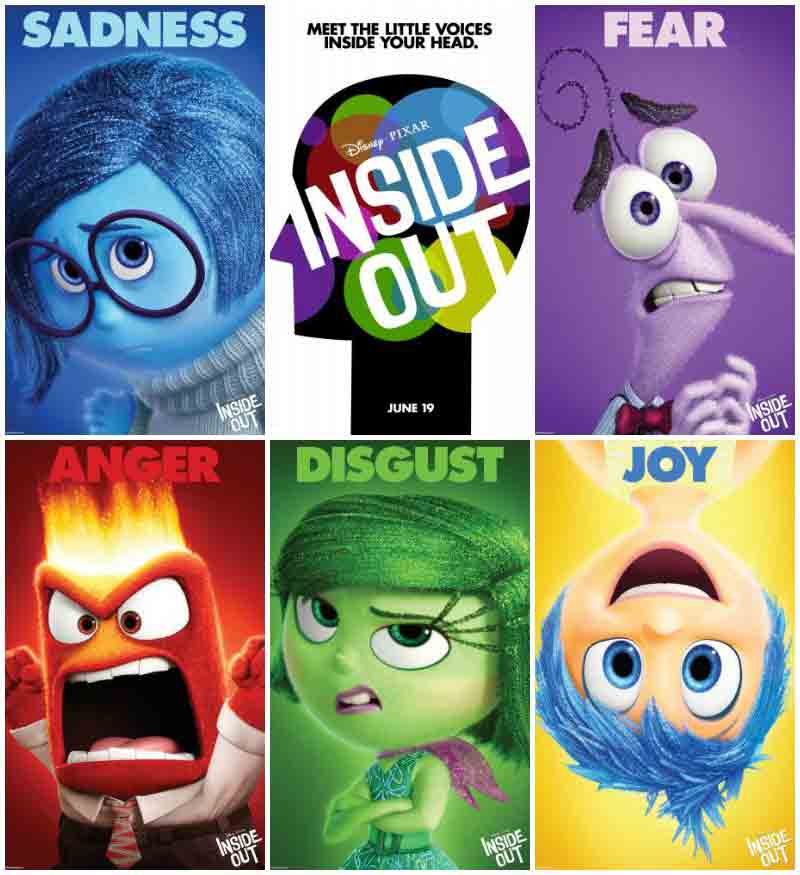 SADNESS
INSIDE
OUT
MEET THE LITTLE VOICES
INSIDE YOUR HEAD.
Disney · PIXAR
INSIDE
OUT
JUNE 19
FEAR
INSIDE
OUT
ANGER
INSIDE
OUT
DISGUST
INSIDE
OUT
JOY
INSIDE
OUT